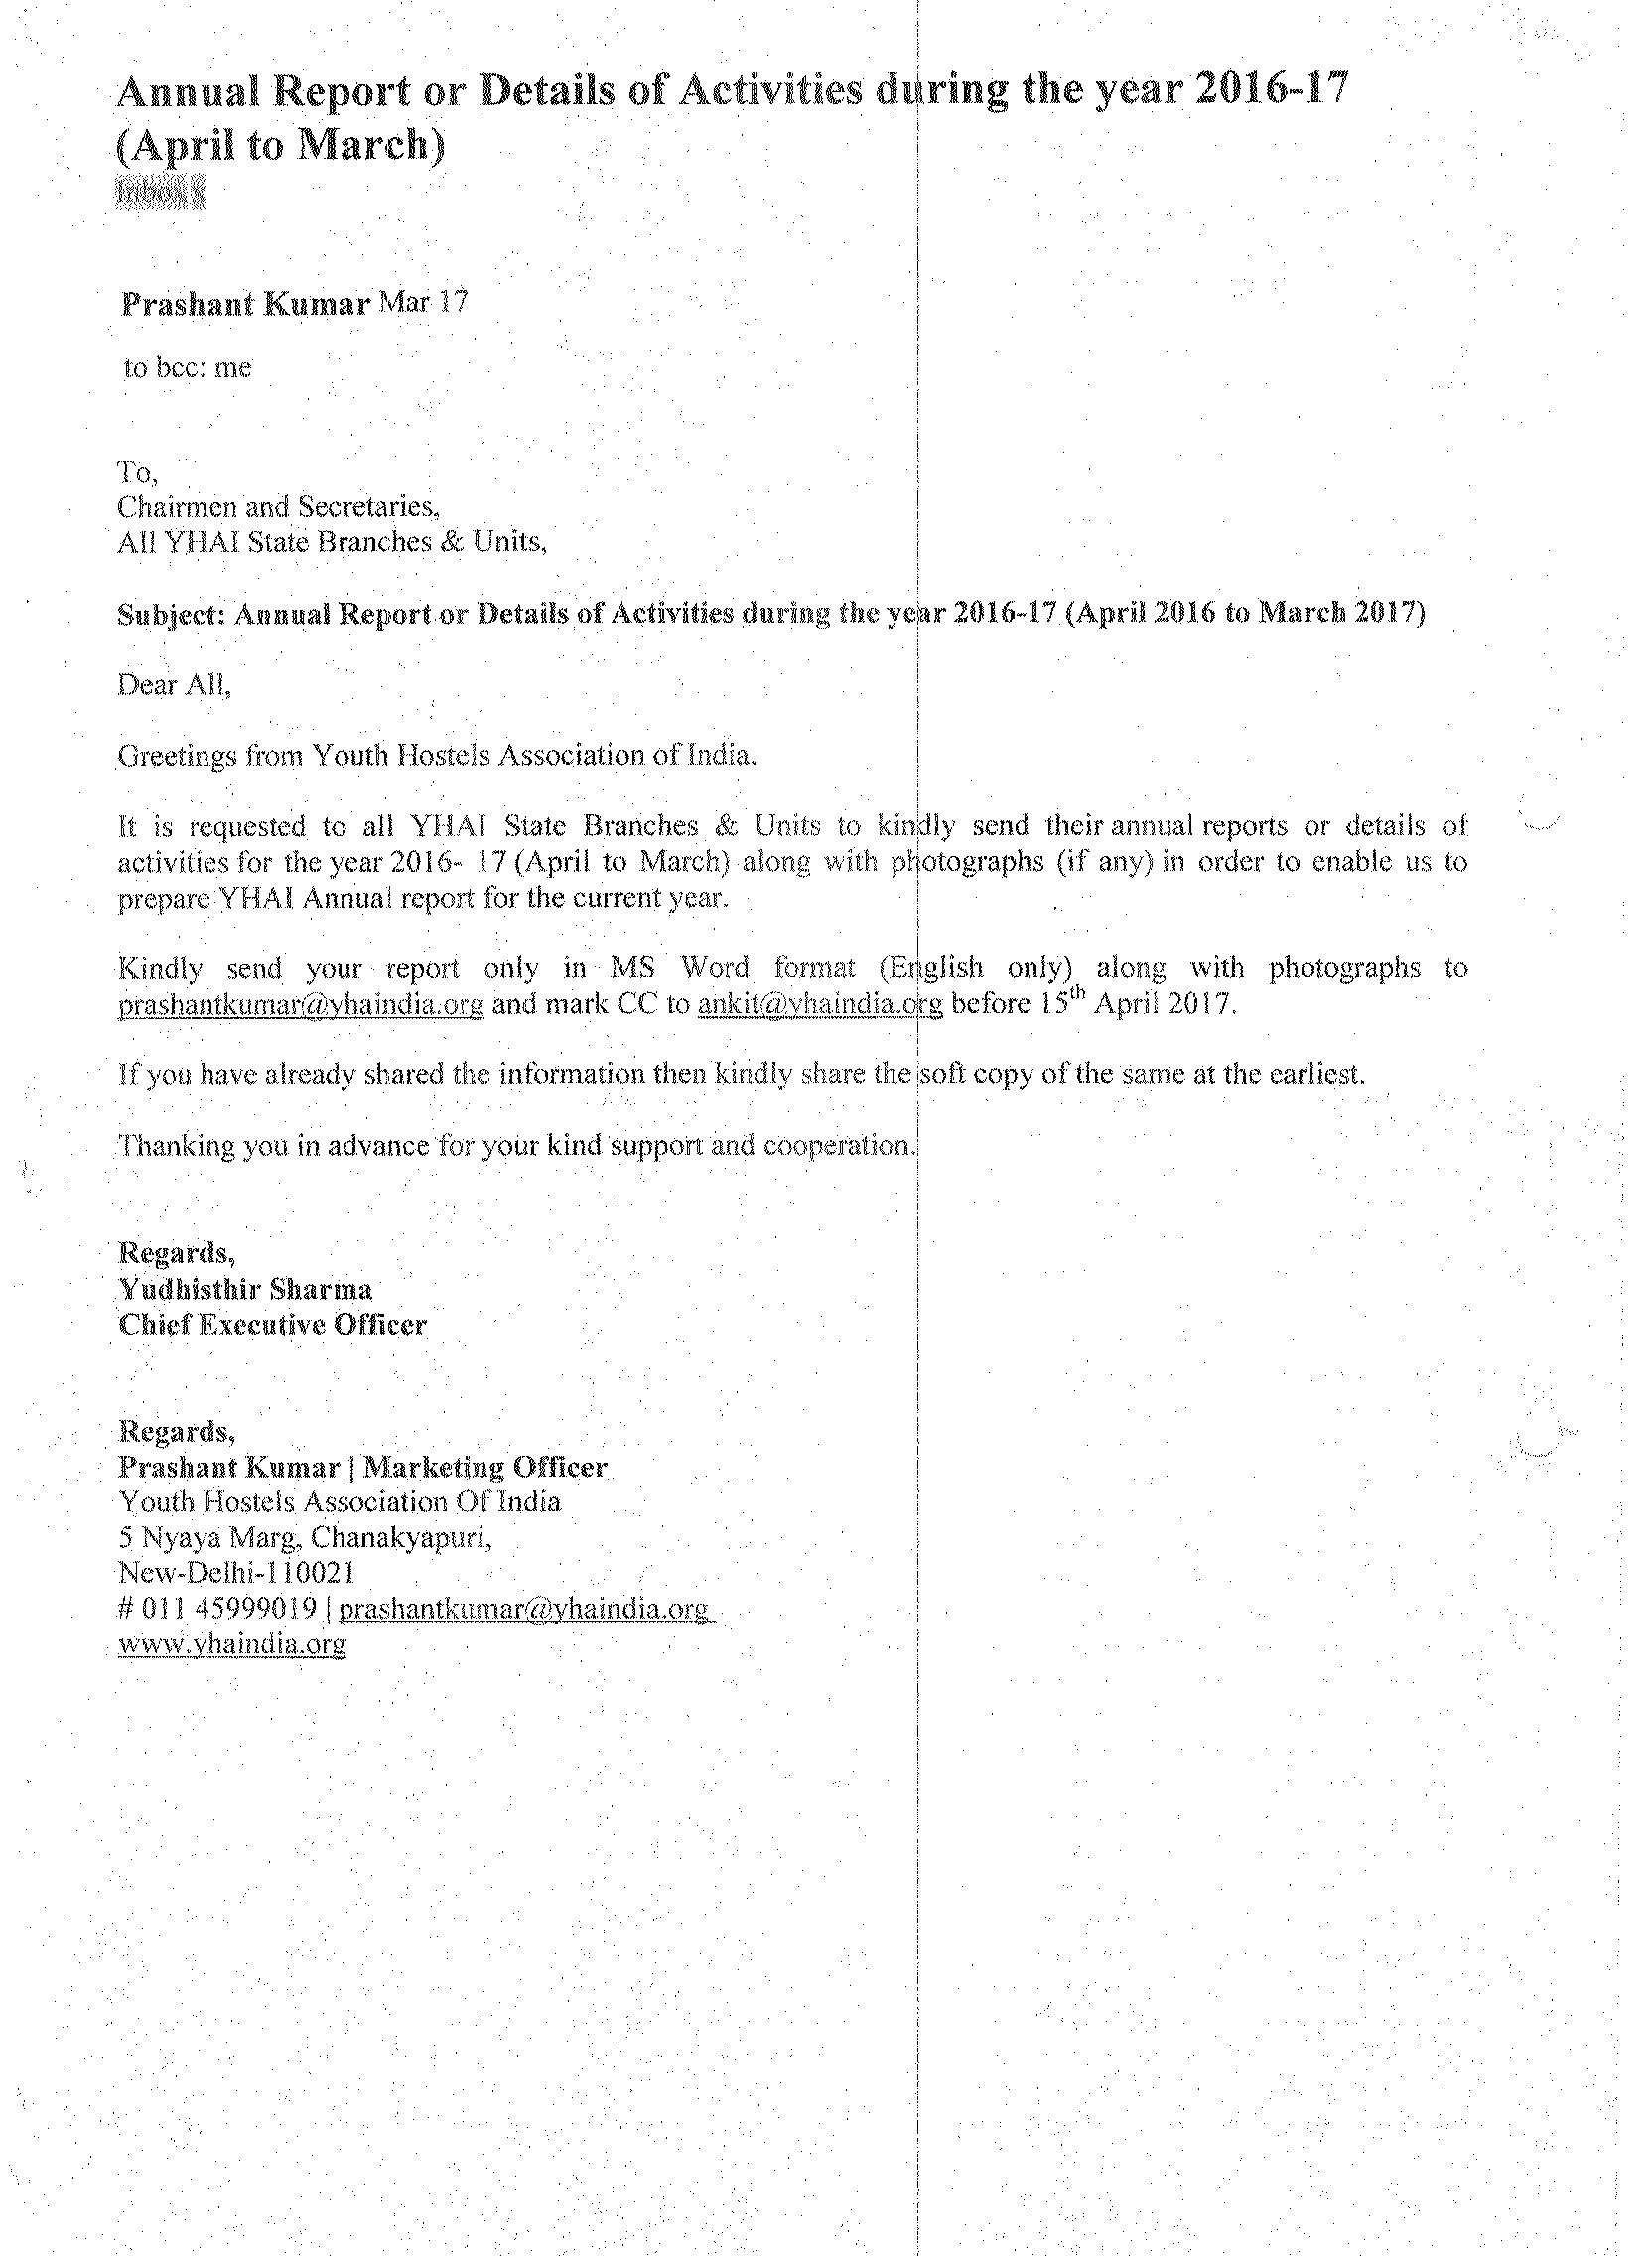 Annual Report or Details of Activities during the year 2016-17
(April to March)
Prashant Kumar Mar 17
to bcc: me
To,
Chairmen and Secretaries,
All YHAI State Branches & Units,
Subject: Annual Report or Details of Activities during the year 2016-17 (April 2016 to March 2017)
Dear All,
Greetings from Youth Hostels Association of India.
It is requested to all YHAI State Branches & Units to kindly send their annual reports or details of
activities for the year 2016- 17 (April to March) along with photographs (if any) in order to enable us to
prepare YHAI Annual report for the current year.
Kindly send your report only in MS Word format (English only) along with photographs to
prashantkumar@yhaindia.org and mark CC to ankit@yhaindia.org before 15th April 2017.
If you have already shared the information then kindly share the soft copy of the same at the earliest.
Thanking you in advance for your kind support and cooperation.
Regards,
Yudhisthir Sharma
Chief Executive Officer
Regards,
Prashant Kumar | Marketing Officer
Youth Hostels Association Of India
5 Nyaya Marg, Chanakyapuri,
New-Delhi-110021
# 011 45999019 | prashantkumar@yhaindia.org
www.yhaindia.org